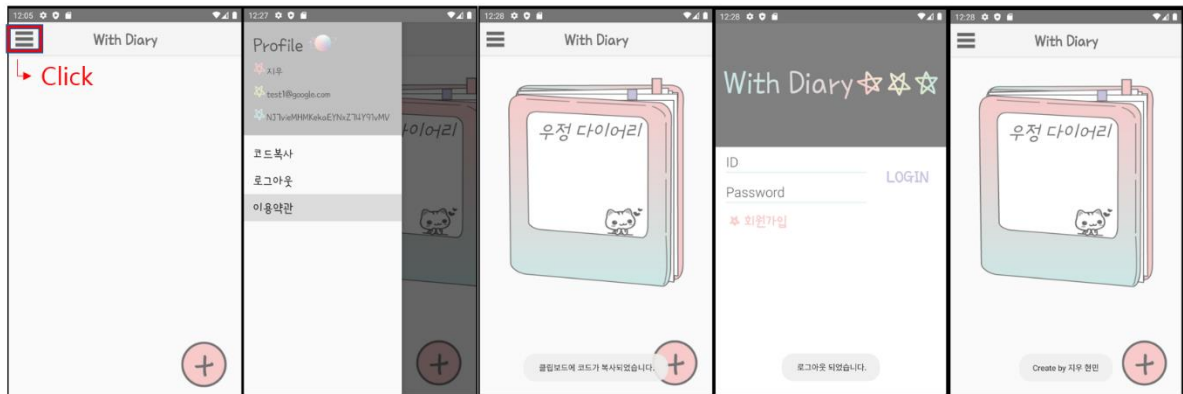 12:05
With Diary
Click
12:27
Profile
지우
test1@google.com
코드복사
로그아웃
이용약관
다이어리
12:28
With Diary
우정 다이어리
클립보드에 코드가 복사되었습니다.
12:28
With Diary
ID
Password
LOGIN
회원가입
로그아웃 되었습니다.
12:28
With Diary
우정 다이어리
Create by 지우 현민